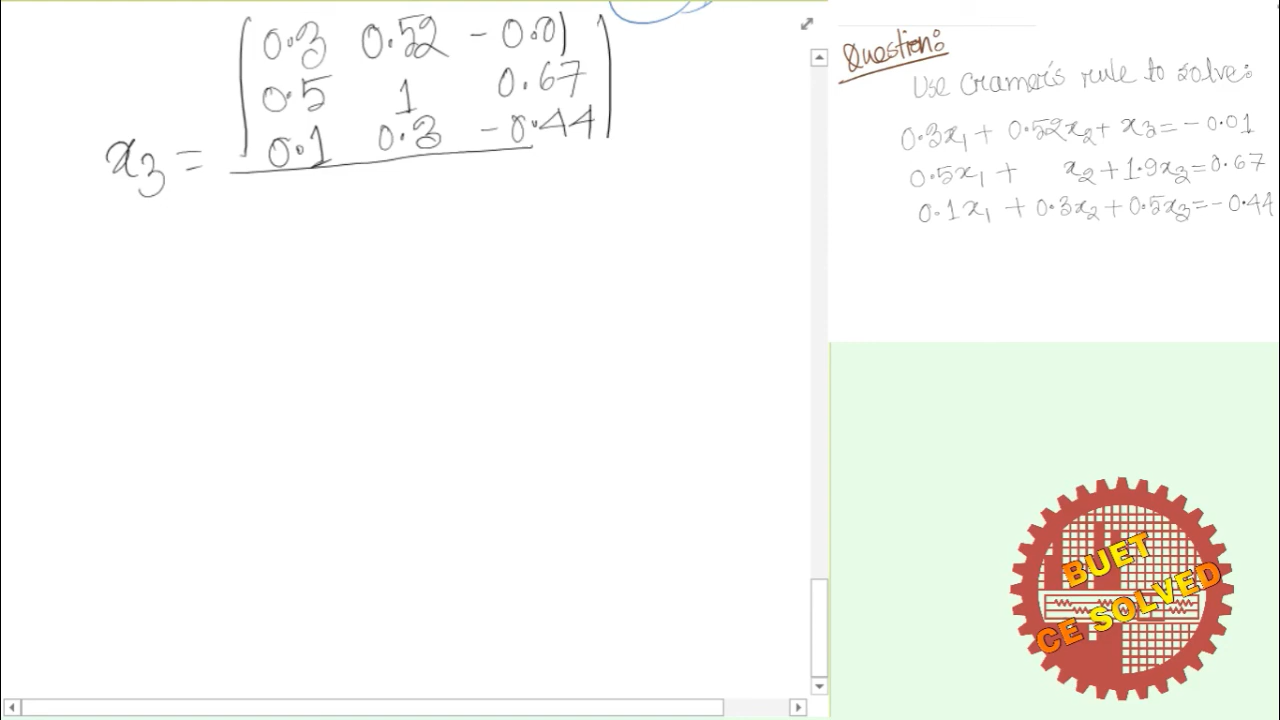 0.3 0.52 - 0.01
0.5 1 0.67
0.1 0.3 - 0.44
x₃ =
Question:
Use Cramer's rule to solve:
0.3x₁ + 0.52x₂ + x₃ = - 0.01
0.5x₁ + x₂ + 1.9x₃ = 0.67
0.1x₁ + 0.3x₂ + 0.5x₃ = - 0.44
BUET
CE SOLVED